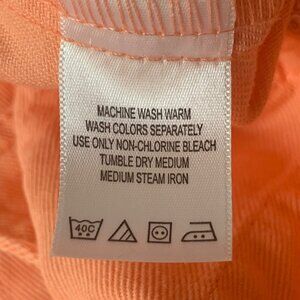 MACHINE WASH WARM
WASH COLORS SEPARATELY
USE ONLY NON-CHLORINE BLEACH
TUMBLE DRY MEDIUM
MEDIUM STEAM IRON
40C